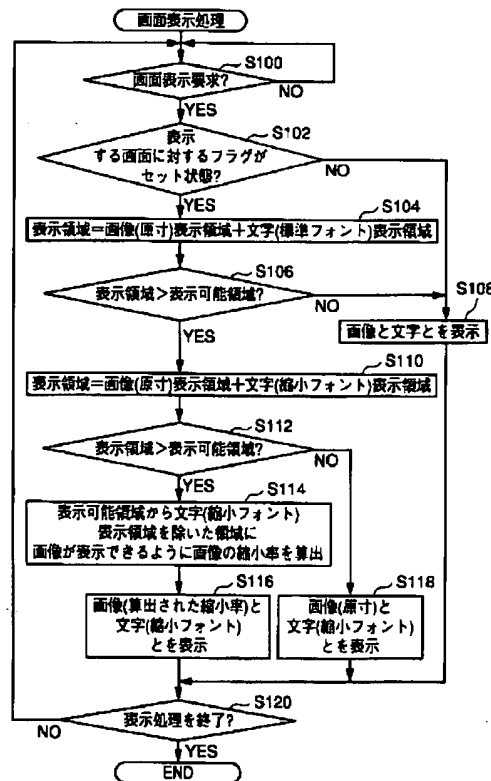 画面表示処理
S100
画面表示要求?
NO
YES
S102
表示
する画面に対するフラグが
セット状態?
NO
YES
S104
表示領域=画像(原寸)表示領域+文字(標準フォント)表示領域
S106
表示領域>表示可能領域?
NO
S108
画像と文字とを表示
YES
S110
表示領域=画像(原寸)表示領域+文字(縮小フォント)表示領域
S112
表示領域>表示可能領域?
NO
YES
S114
表示可能領域から文字(縮小フォント)
表示領域を除いた領域に
画像が表示できるように画像の縮小率を算出
S116
画像(算出された縮小率)と
文字(縮小フォント)
とを表示
S118
画像(原寸)と
文字(縮小フォント)
とを表示
S120
表示処理を終了?
NO
YES
END